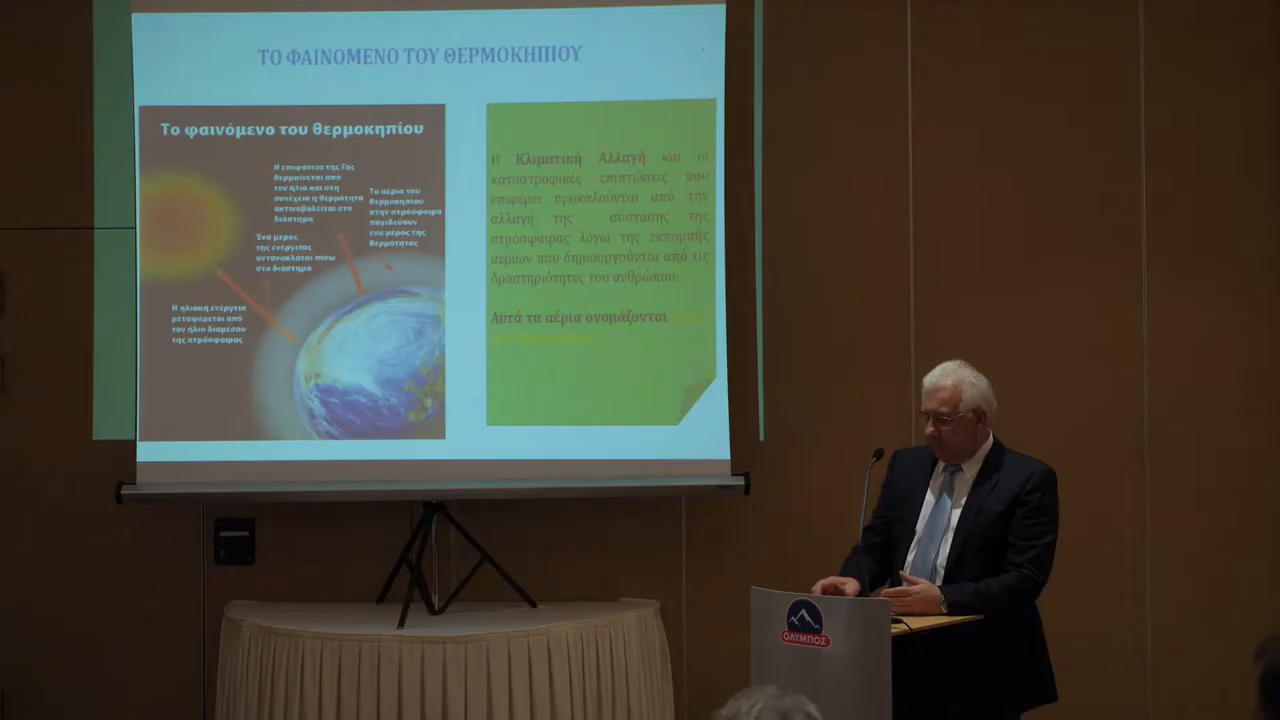 ΤΟ ΦΑΙΝΟΜΕΝΟ ΤΟΥ ΘΕΡΜΟΚΗΠΙΟΥ
Το φαινόμενο του θερμοκηπίου
Η επιφάνεια της Γης
θερμαίνεται από
τον ήλιο και στη
συνέχεια η θερμότητα
ακτινοβολείται στο
διάστημα
Τα αέρια του
θερμοκηπίου
στην ατμόσφαιρα
παγιδεύουν
ένα μέρος της
θερμότητας
Ένα μέρος
της ενέργειας
αντανακλάται πίσω
στο διάστημα
Η ηλιακή ενέργεια
μεταφέρεται από
τον ήλιο διαμέσου
της ατμόσφαιρας
Η Κλιματική Αλλαγή και οι
καταστροφικές επιπτώσεις που
επιφέρει προκαλούνται από την
αλλαγή της σύστασης της
ατμόσφαιρας λόγω της εκπομπής
αερίων που δημιουργούνται από τις
δραστηριότητες του ανθρώπου.
Αυτά τα αέρια ονομάζονται
ΟΛΥΜΠΟΣ